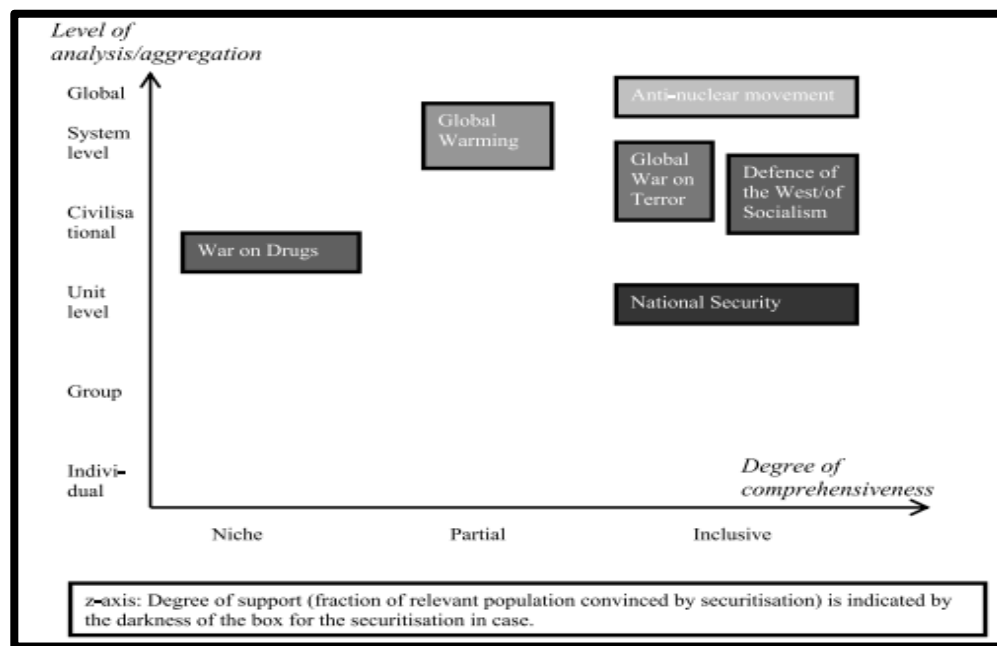 Level of
analysis/aggregation
Global
System
level
Civilisa
tional
Unit
level
Group
Indivi-
dual
Anti-nuclear movement
Global
Warming
Global
War on
Terror
Defence of
the West/of
Socialism
War on Drugs
National Security
Degree of
comprehensiveness
Niche
Partial
Inclusive
z-axis: Degree of support (fraction of relevant population convinced by securitisation) is indicated by
the darkness of the box for the securitisation in case.